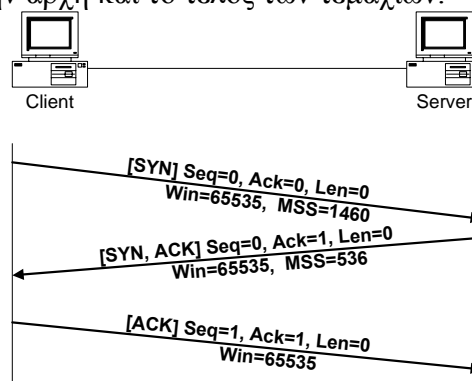 αρχή και το τέλος των τεμαχίων.
Client Server
[SYN] Seq=0, Ack=0, Len=0
Win=65535, MSS=1460
[SYN, ACK] Seq=0, Ack=1, Len=0
Win=65535, MSS=536
[ACK] Seq=1, Ack=1, Len=0
Win=65535